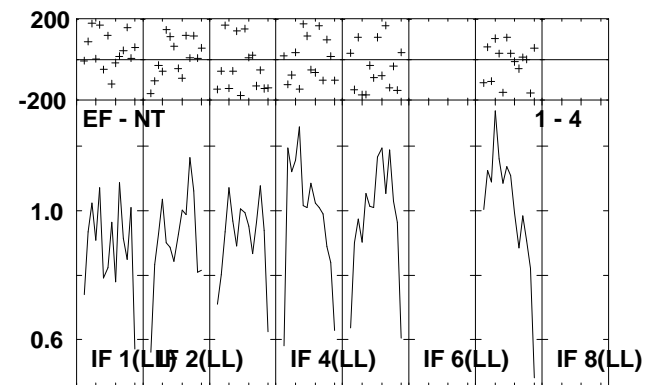 200
-200
EF - NT 1 - 4
1.0
0.6
IF 1(LL) IF 2(LL) IF 4(LL) IF 6(LL) IF 8(LL)